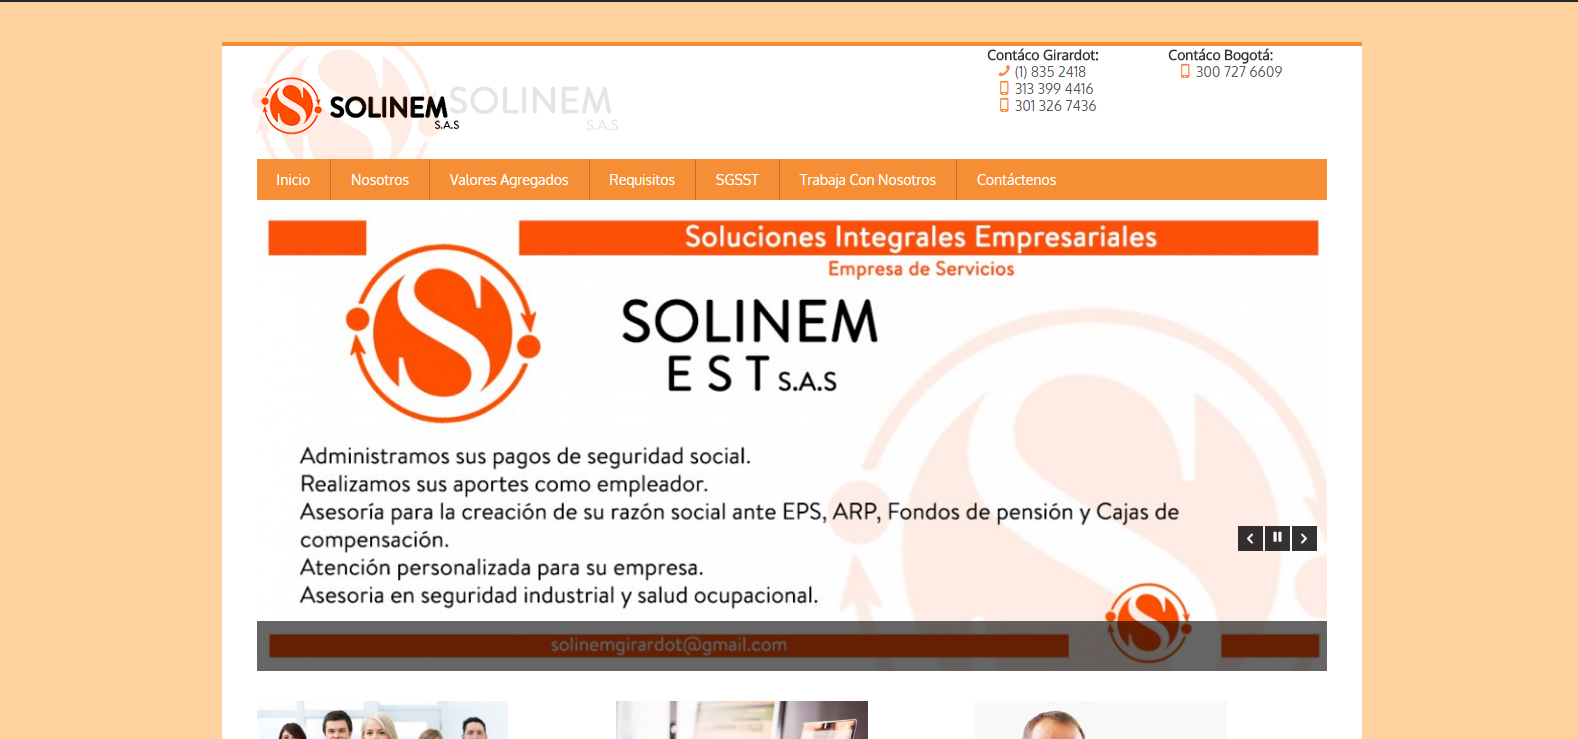 SOLINEM
S.A.S
SOLINEM
S.A.S
Contáco Girardot:
(1) 835 2418
313 399 4416
301 326 7436
Contáco Bogotá:
300 727 6609
Inicio
Nosotros
Valores Agregados
Requisitos
SGSST
Trabaja Con Nosotros
Contáctenos
Soluciones Integrales Empresariales
Empresa de Servicios
SOLINEM
EST S.A.S
Administramos sus pagos de seguridad social.
Realizamos sus aportes como empleador.
Asesoría para la creación de su razón social ante EPS, ARP, Fondos de pensión y Cajas de
compensación.
Atención personalizada para su empresa.
Asesoria en seguridad industrial y salud ocupacional.
solinemgirardot@gmail.com